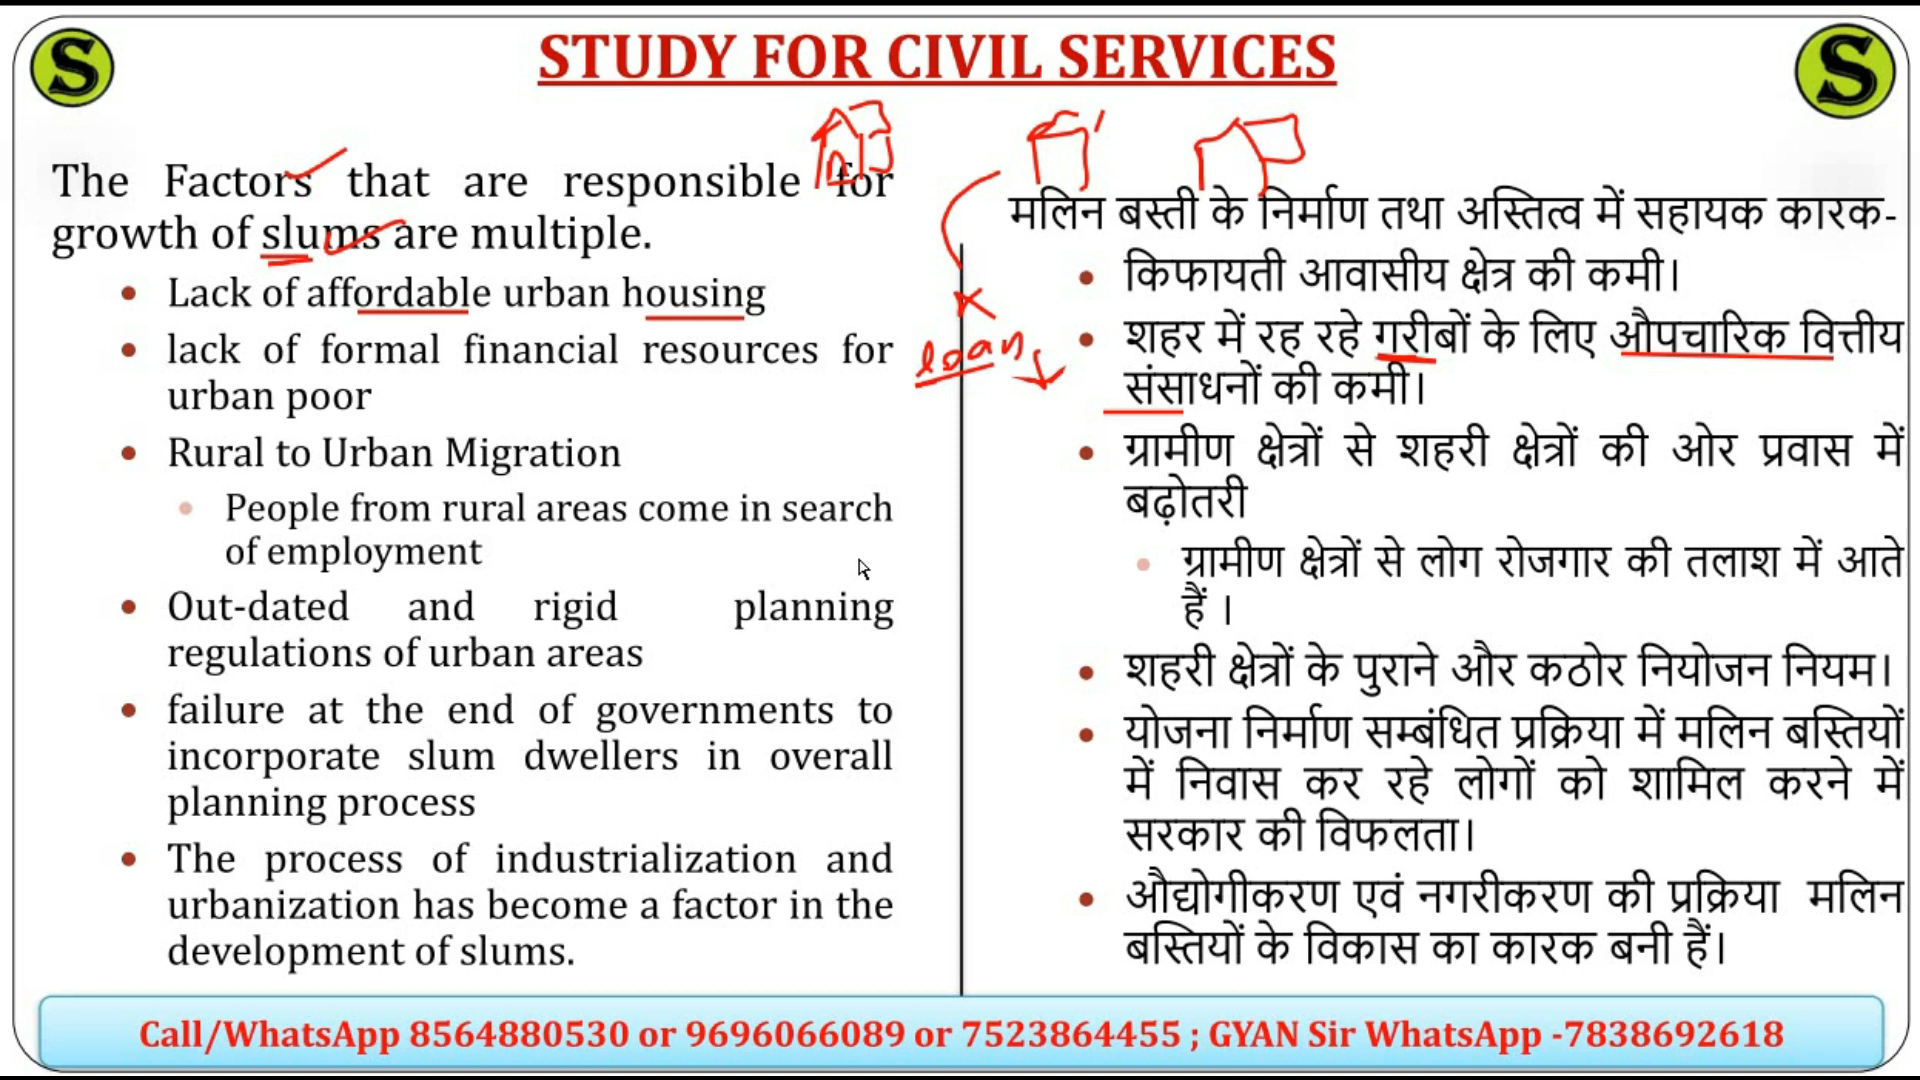 S
STUDY FOR CIVIL SERVICES
S
The Factors that are responsible for
growth of slums are multiple.
• Lack of affordable urban housing
• lack of formal financial resources for
urban poor
• Rural to Urban Migration
• People from rural areas come in search
of employment
• Out-dated and rigid planning
regulations of urban areas
• failure at the end of governments to
incorporate slum dwellers in overall
planning process
• The process of industrialization and
urbanization has become a factor in the
development of slums.
loan
मलिन बस्ती के निर्माण तथा अस्तित्व में सहायक कारक-
• किफायती आवासीय क्षेत्र की कमी।
• शहर में रह रहे गरीबों के लिए औपचारिक वित्तीय
संसाधनों की कमी।
• ग्रामीण क्षेत्रों से शहरी क्षेत्रों की ओर प्रवास में
बढ़ोतरी
• ग्रामीण क्षेत्रों से लोग रोजगार की तलाश में आते
हैं ।
• शहरी क्षेत्रों के पुराने और कठोर नियोजन नियम।
• योजना निर्माण सम्बंधित प्रक्रिया में मलिन बस्तियों
में निवास कर रहे लोगों को शामिल करने में
सरकार की विफलता।
• औद्योगीकरण एवं नगरीकरण की प्रक्रिया मलिन
बस्तियों के विकास का कारक बनी हैं।
Call/WhatsApp 8564880530 or 9696066089 or 7523864455 ; GYAN Sir WhatsApp -7838692618